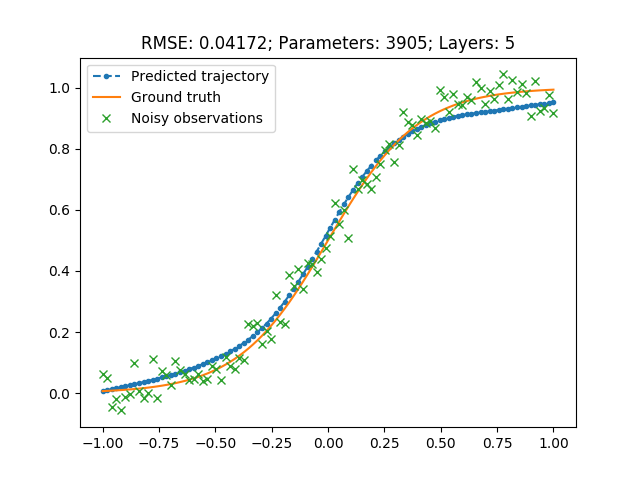 RMSE: 0.04172; Parameters: 3905; Layers: 5
Predicted trajectory
Ground truth
Noisy observations
1.0
0.8
0.6
0.4
0.2
0.0
−1.00 −0.75 −0.50 −0.25 0.00 0.25 0.50 0.75 1.00